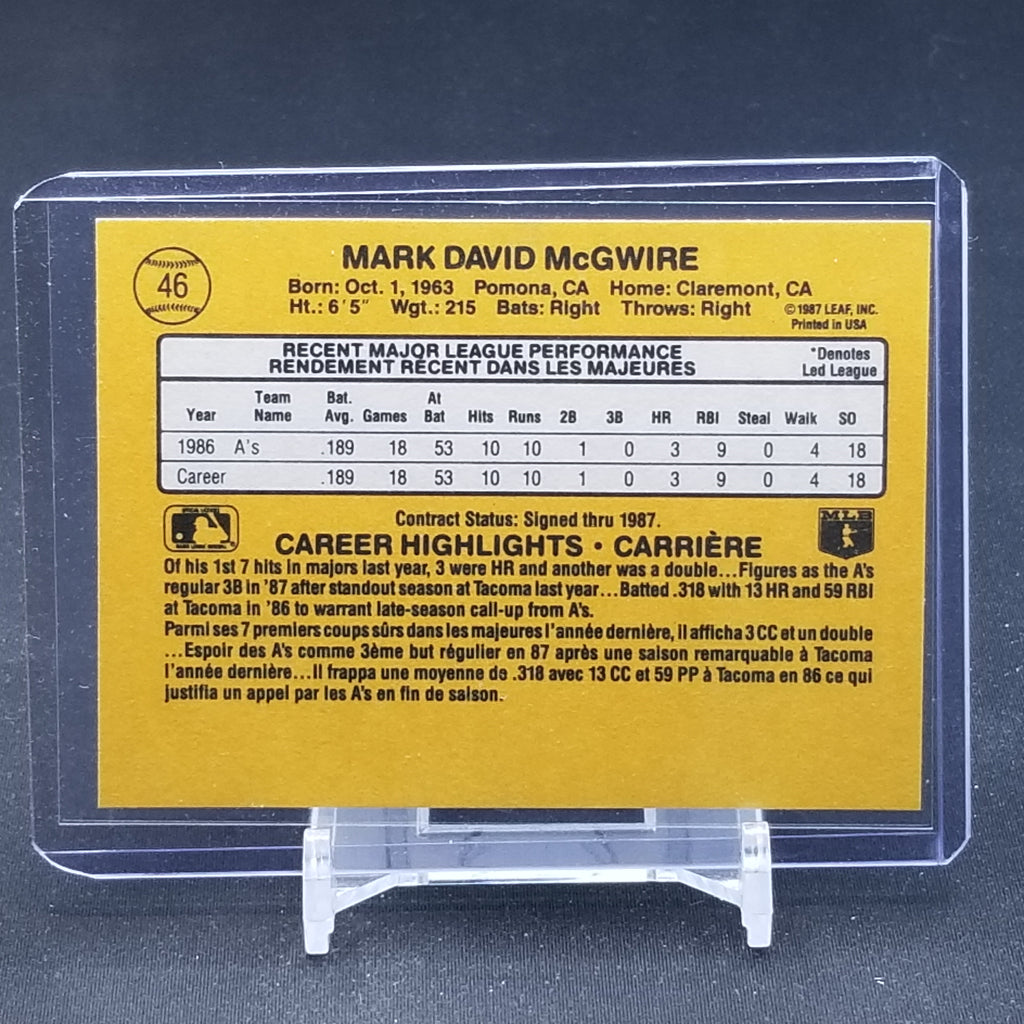 46
MARK DAVID McGWIRE
Born: Oct. 1, 1963 Pomona, CA Home: Claremont, CA
Ht.: 6'5" Wgt.: 215 Bats: Right Throws: Right
©1987 LEAF, INC.
Printed in USA
RECENT MAJOR LEAGUE PERFORMANCE
RENDEMENT RECENT DANS LES MAJEURES
*Denotes
Led League
Year Team Name Bat. Avg. Games At Bat Hits Runs 2B 3B HR RBI Steal Walk SO
1986 A's .189 18 53 10 10 1 0 3 9 0 4 18
Career .189 18 53 10 10 1 0 3 9 0 4 18
Contract Status: Signed thru 1987.
MLB
CAREER HIGHLIGHTS • CARRIÈRE
Of his 1st 7 hits in majors last year, 3 were HR and another was a double...Figures as the A's
regular 3B in '87 after standout season at Tacoma last year...Batted .318 with 13 HR and 59 RBI
at Tacoma in '86 to warrant late-season call-up from A's.
Parmi ses 7 premiers coups sûrs dans les majeures l'année dernière, il afficha 3 CC et un double
...Espoir des A's comme 3ème but régulier en 87 après une saison remarquable à Tacoma
l'année dernière...Il frappa une moyenne de .318 avec 13 CC et 59 PP à Tacoma en 86 ce qui
justifia un appel par les A's en fin de saison.